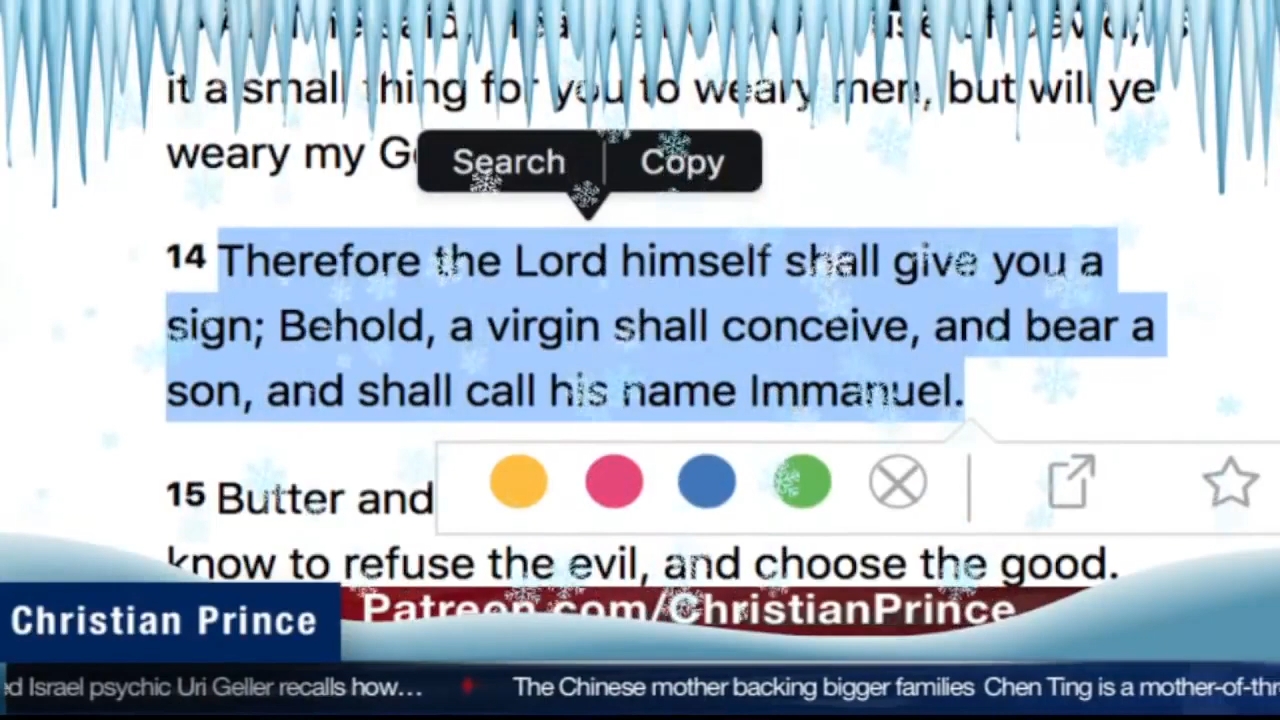 it a small thing for you to weary men, but will ye
weary my
Search Copy
14 Therefore the Lord himself shall give you a
sign; Behold, a virgin shall conceive, and bear a
son, and shall call his name Immanuel.
15 Butter and
know to refuse the evil, and choose the good.
Christian Prince
Patreon.com/ChristianPrince
Israel psychic Uri Geller recalls how… The Chinese mother backing bigger families Chen Ting is a